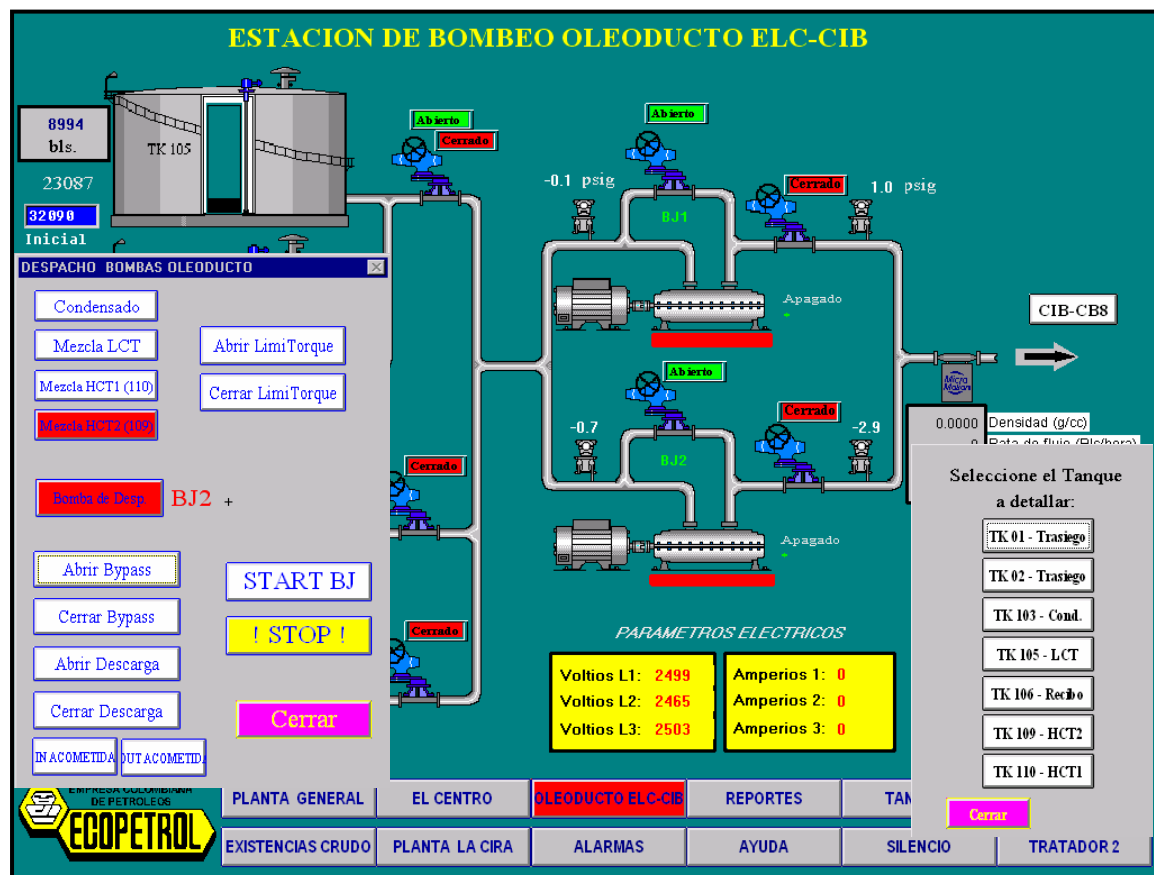 ESTACION DE BOMBEO OLEODUCTO ELC-CIB
8994
bls.
TK 105
23087
32090
Inicial
Abierto
Cerrado
Abierto
-0.1 psig
Cerrado
1.0 psig
BJ1
Apagado
CIB-CB8
Abierto
Cerrado
-0.7
-2.9
BJ2
Apagado
Micro
Motion
0.0000 Densidad (g/cc)
Cerrado
Cerrado
DESPACHO BOMBAS OLEODUCTO
Condensado
Mezcla LCT
Abrir LimiTorque
Mezcla HCT1 (110)
Cerrar LimiTorque
Mezcla HCT2 (109)
Bomba de Desp. BJ2 +
Abrir Bypass
START BJ
Cerrar Bypass
! STOP !
Abrir Descarga
Cerrar Descarga
Cerrar
IN ACOMETIDA
OUT ACOMETIDA
PARAMETROS ELECTRICOS
Voltios L1: 2499
Voltios L2: 2465
Voltios L3: 2503
Amperios 1: 0
Amperios 2: 0
Amperios 3: 0
Seleccione el Tanque
a detallar:
TK 01 - Trasiego
TK 02 - Trasiego
TK 103 - Cond.
TK 105 - LCT
TK 106 - Recibo
TK 109 - HCT2
TK 110 - HCT1
Cerrar
EMPRESA COLOMBIANA
DE PETROLEOS
ECOPETROL
PLANTA GENERAL
EL CENTRO
OLEODUCTO ELC-CIB
REPORTES
TAN
EXISTENCIAS CRUDO
PLANTA LA CIRA
ALARMAS
AYUDA
SILENCIO
TRATADOR 2